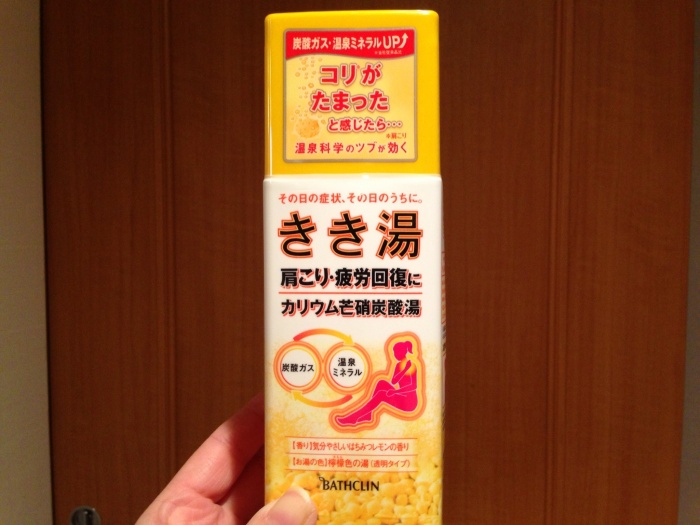 炭酸ガス・温泉ミネラルUP
コリが
たまった
と感じたら…
※肩こり
温泉科学のツブが効く
その日の症状、その日のうちに。
きき湯
肩こり・疲労回復に
カリウム芒硝炭酸湯
炭酸ガス
温泉
ミネラル
【香り】気分やさしいはちみつレモンの香り
【お湯の色】檸檬色の湯(透明タイプ)
BATHCLIN